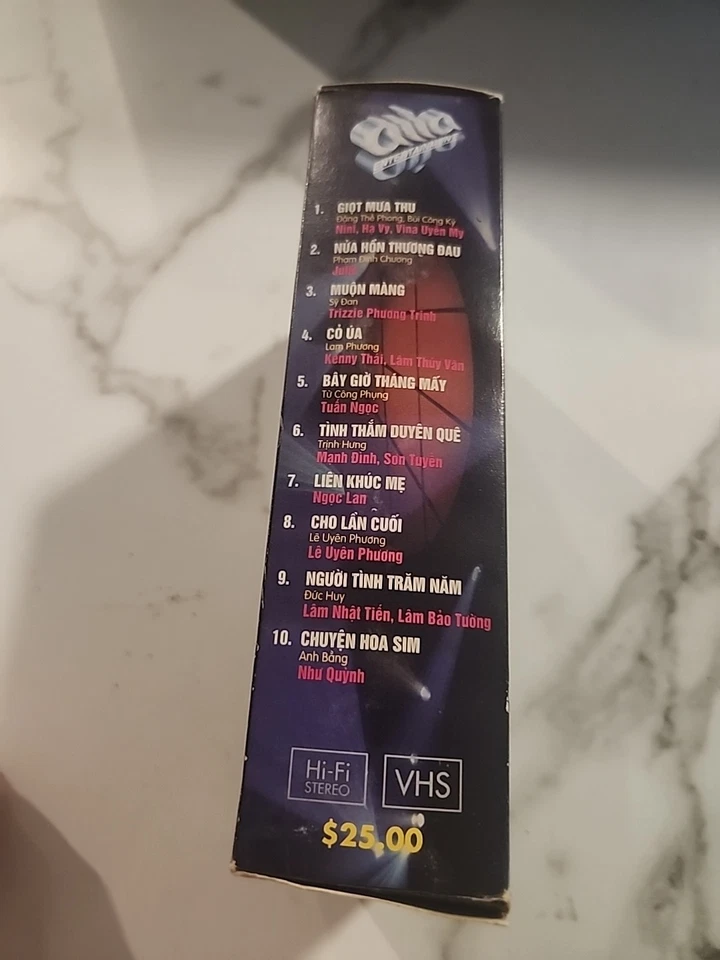 asia
ENTERTAINMENT
1. GIỌT MƯA THU
Đặng Thế Phong, Bùi Công Kỳ
Nini, Hạ Vy, Vina Uyển My
2. NỬA HỒN THƯƠNG ĐAU
Phạm Đình Chương
Julie
3. MUỘN MÀNG
Sỹ Đan
Trizzie Phương Trinh
4. CỎ ÚA
Lam Phương
Kenny Thái, Lâm Thúy Vân
5. BÂY GIỜ THÁNG MẤY
Từ Công Phụng
Tuấn Ngọc
6. TÌNH THẮM DUYÊN QUÊ
Trịnh Hưng
Mạnh Đình, Sơn Tuyền
7. LIÊN KHÚC MẸ
Ngọc Lan
8. CHO LẦN CUỐI
Lê Uyên Phương
Lê Uyên Phương
9. NGƯỜI TÌNH TRĂM NĂM
Đức Huy
Lâm Nhật Tiến, Lâm Bảo Tường
10. CHUYỆN HOA SIM
Anh Bằng
Như Quỳnh
Hi-Fi
STEREO
VHS
$25.00